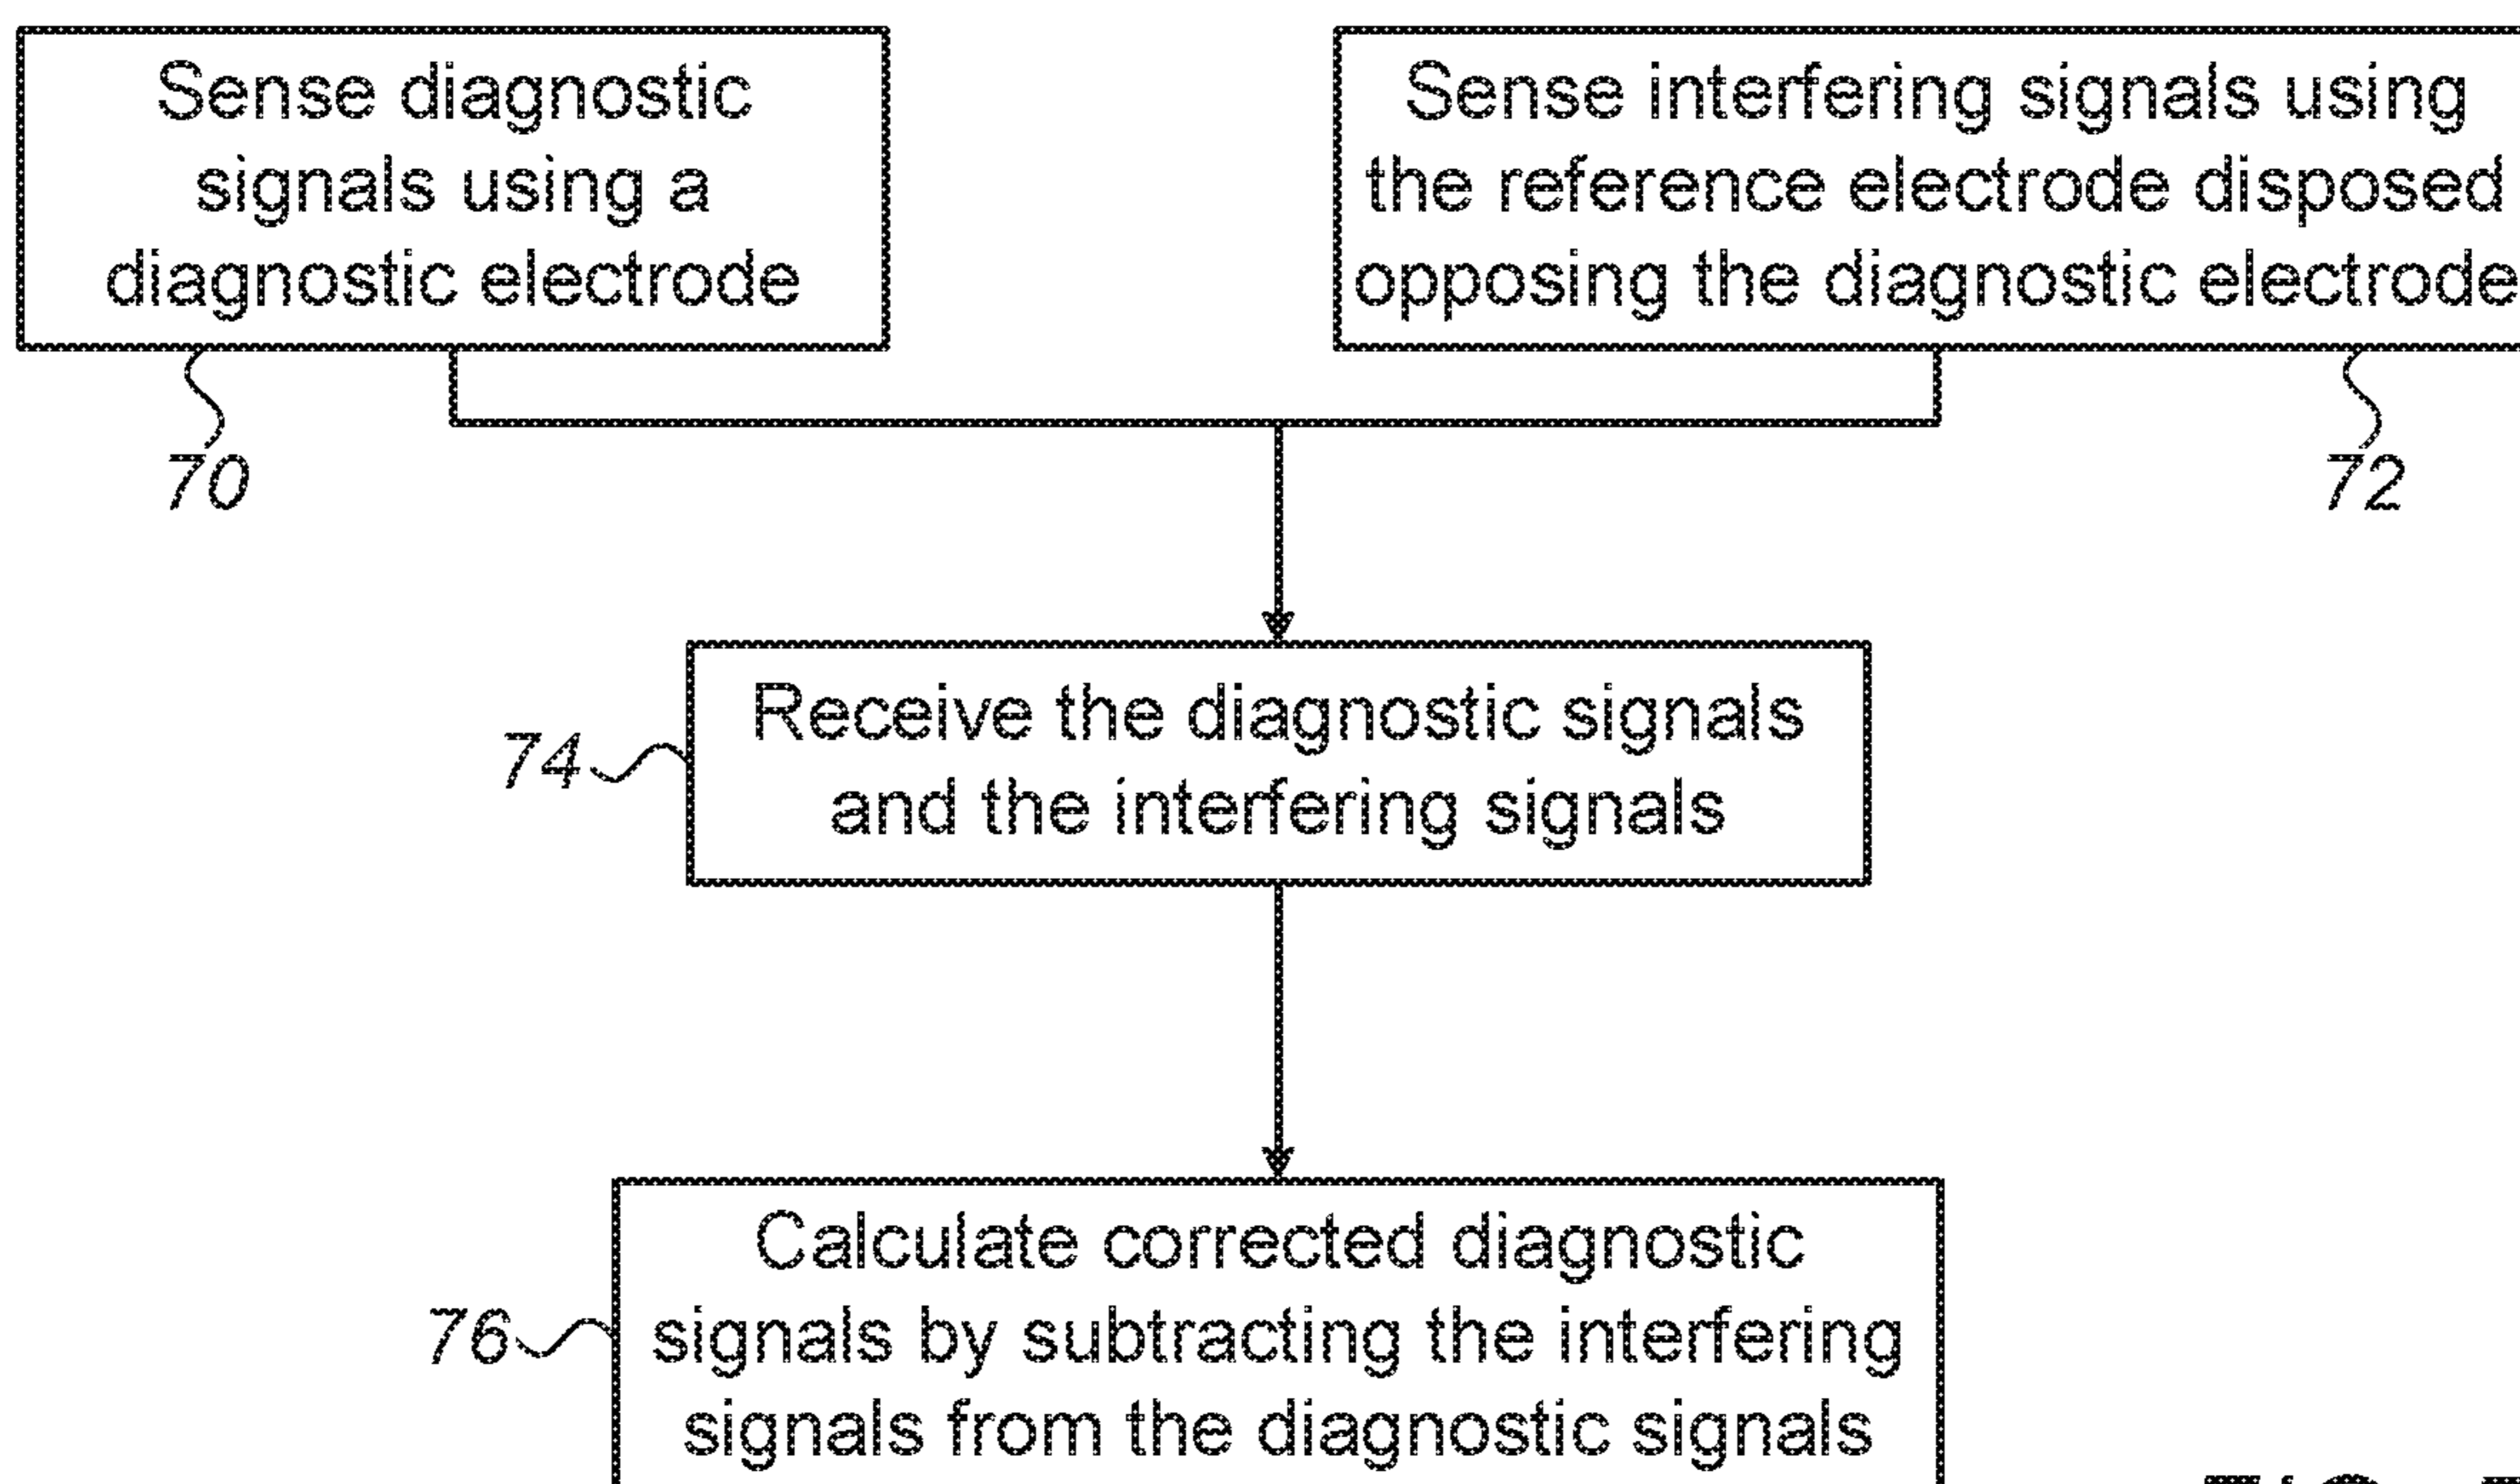 Sense diagnostic
signals using a
diagnostic electrode
Sense interfering signals using
the reference electrode disposed
opposing the diagnostic electrode
70
72
74
Receive the diagnostic signals
and the interfering signals
76
Calculate corrected diagnostic
signals by subtracting the interfering
signals from the diagnostic signals